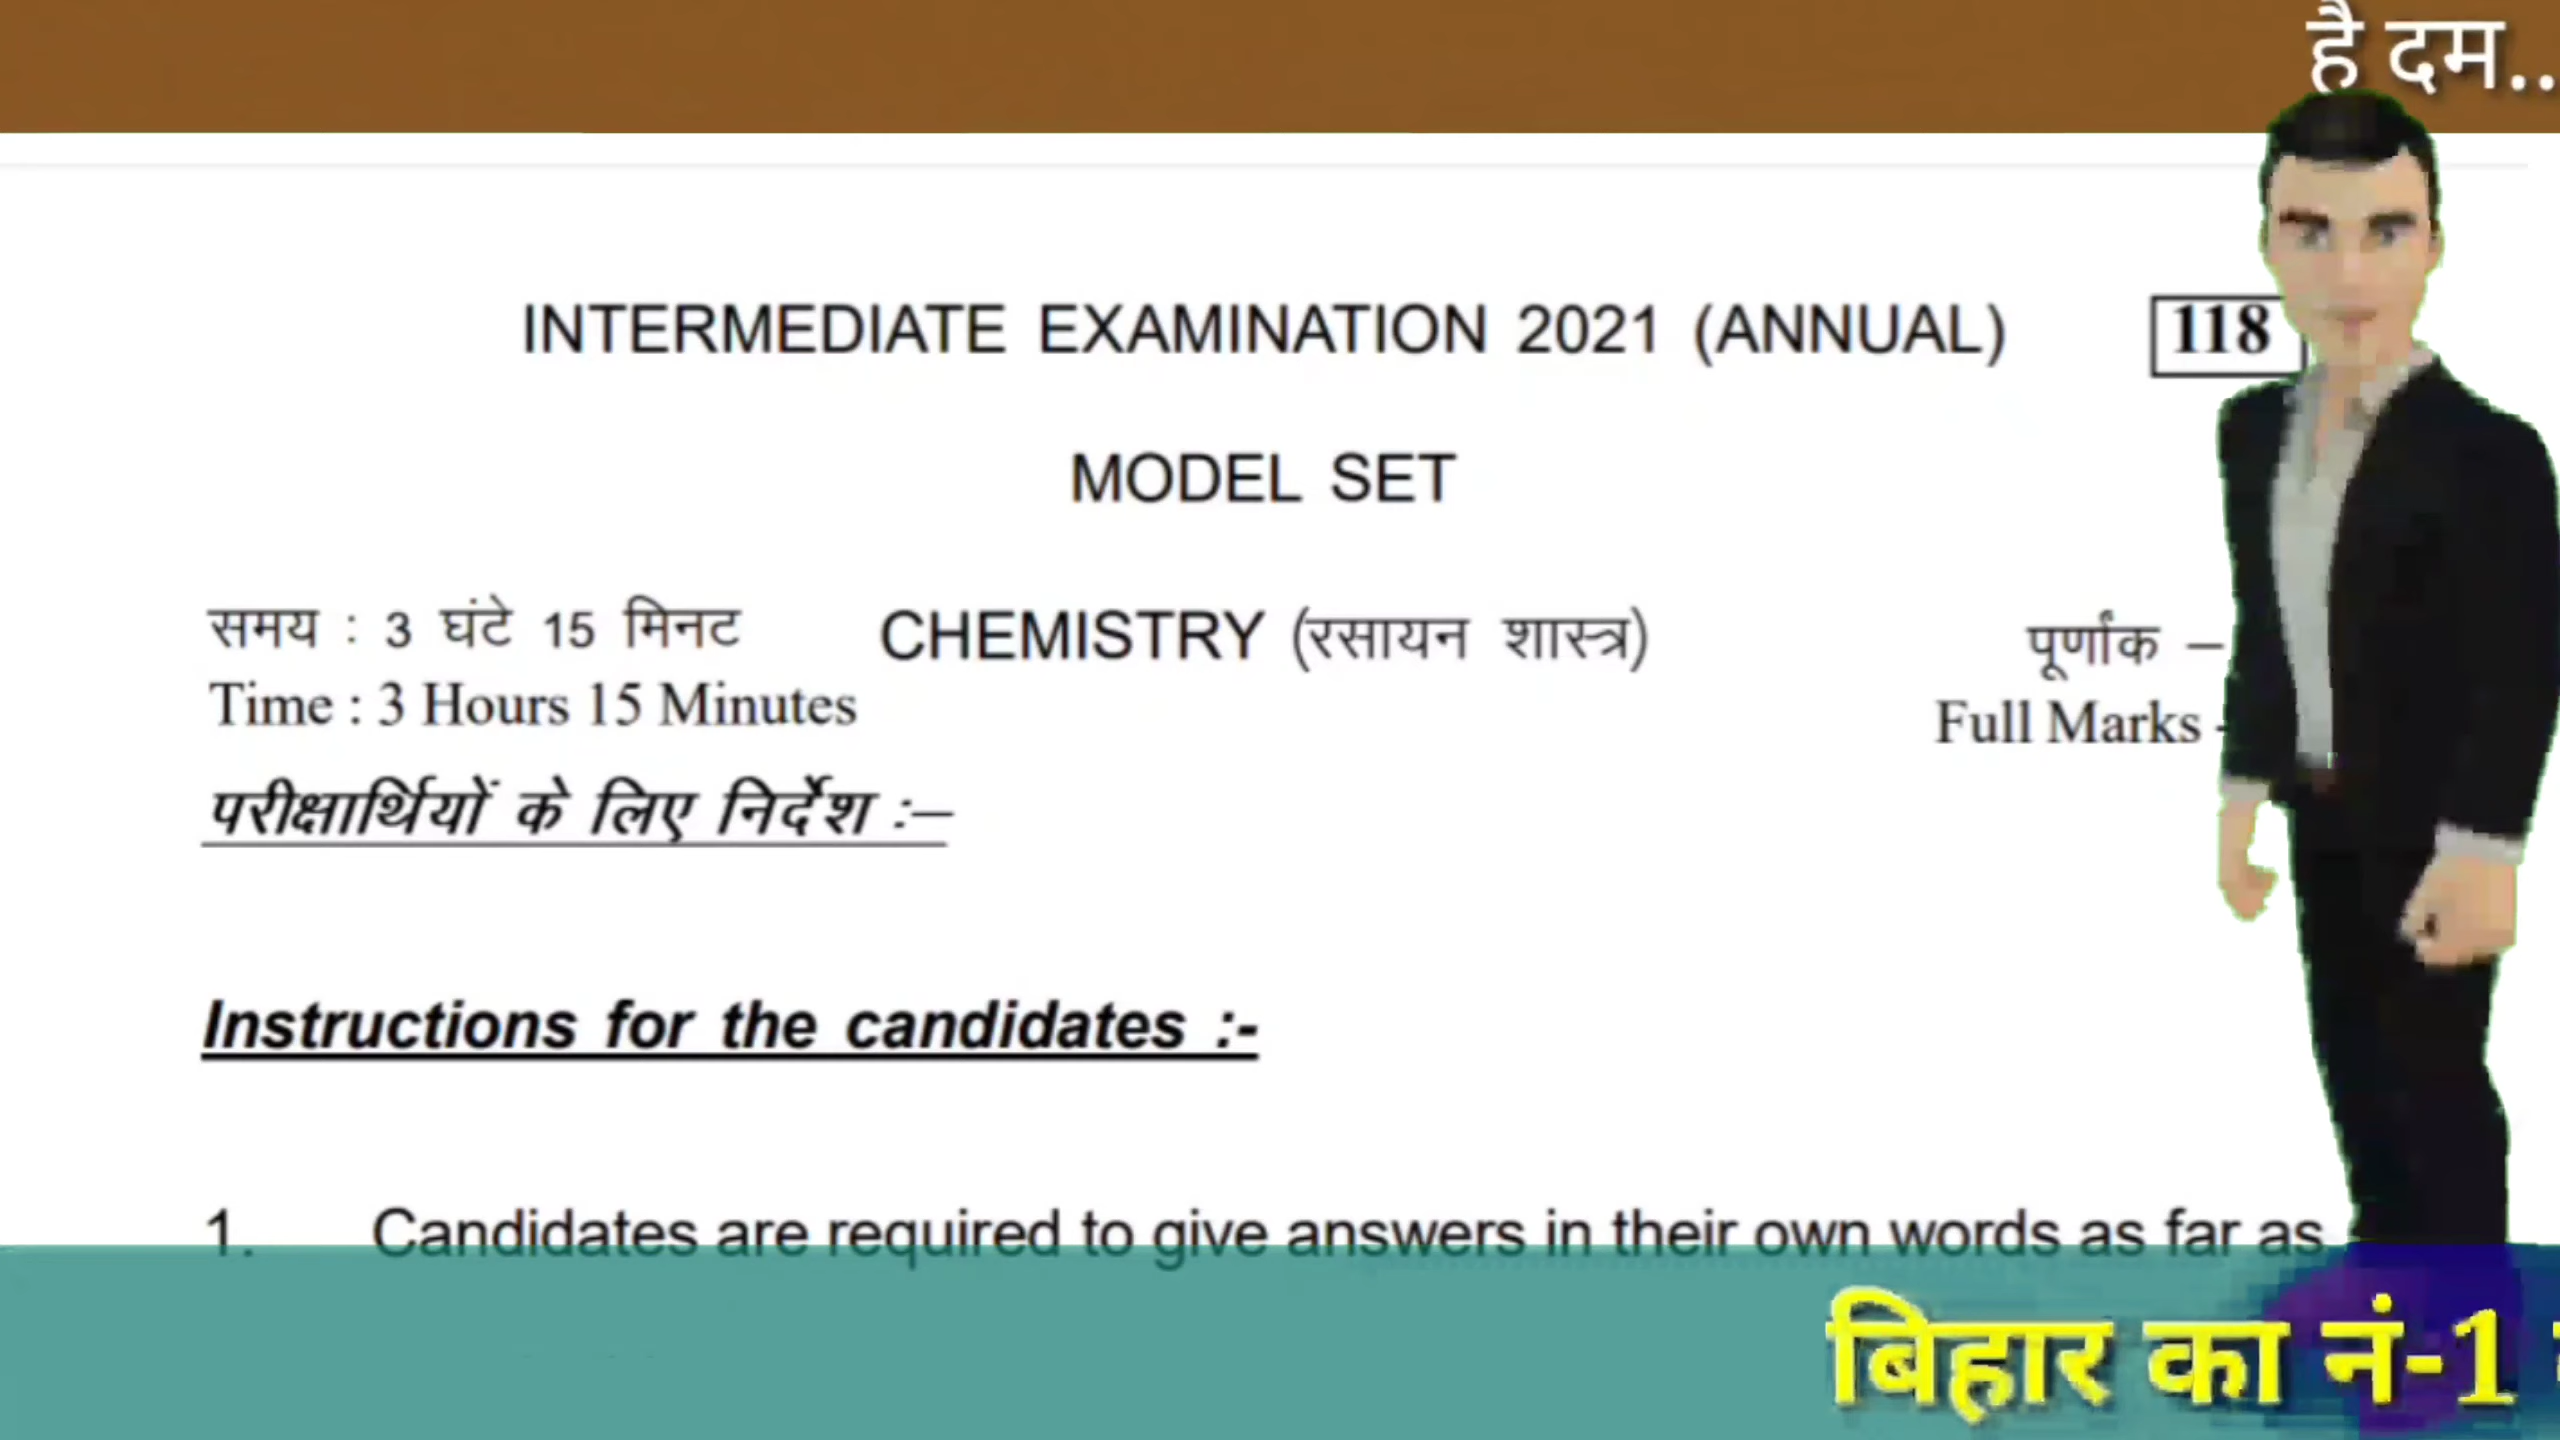 है दम..
INTERMEDIATE EXAMINATION 2021 (ANNUAL) 118
MODEL SET
समय : 3 घंटे 15 मिनट CHEMISTRY (रसायन शास्त्र) पूर्णांक –
Time : 3 Hours 15 Minutes Full Marks -
परीक्षार्थियों के लिए निर्देश :–
Instructions for the candidates :-
1. Candidates are required to give answers in their own words as far as
बिहार का नं-1